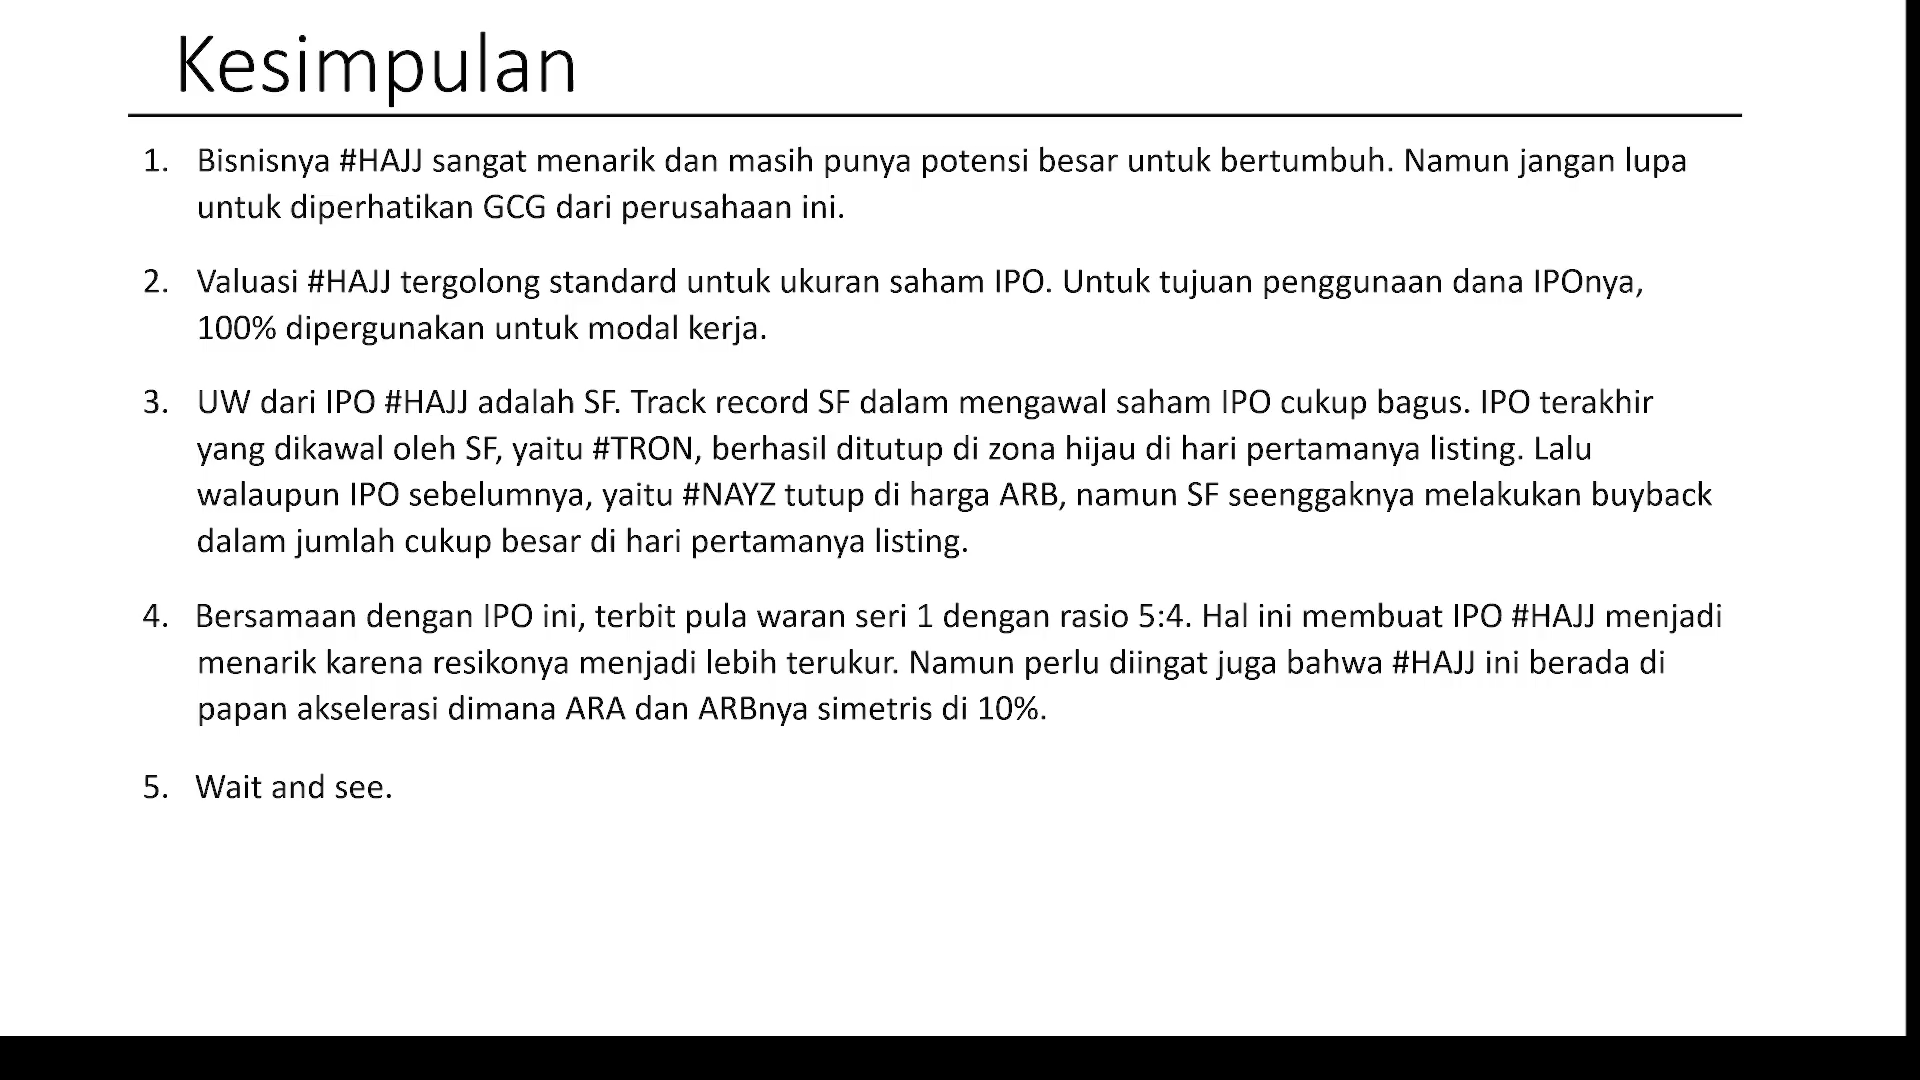 Kesimpulan
1. Bisnisnya #HAJJ sangat menarik dan masih punya potensi besar untuk bertumbuh. Namun jangan lupa
untuk diperhatikan GCG dari perusahaan ini.
2. Valuasi #HAJJ tergolong standard untuk ukuran saham IPO. Untuk tujuan penggunaan dana IPOnya,
100% dipergunakan untuk modal kerja.
3. UW dari IPO #HAJJ adalah SF. Track record SF dalam mengawal saham IPO cukup bagus. IPO terakhir
yang dikawal oleh SF, yaitu #TRON, berhasil ditutup di zona hijau di hari pertamanya listing. Lalu
walaupun IPO sebelumnya, yaitu #NAYZ tutup di harga ARB, namun SF seenggaknya melakukan buyback
dalam jumlah cukup besar di hari pertamanya listing.
4. Bersamaan dengan IPO ini, terbit pula waran seri 1 dengan rasio 5:4. Hal ini membuat IPO #HAJJ menjadi
menarik karena resikonya menjadi lebih terukur. Namun perlu diingat juga bahwa #HAJJ ini berada di
papan akselerasi dimana ARA dan ARBnya simetris di 10%.
5. Wait and see.